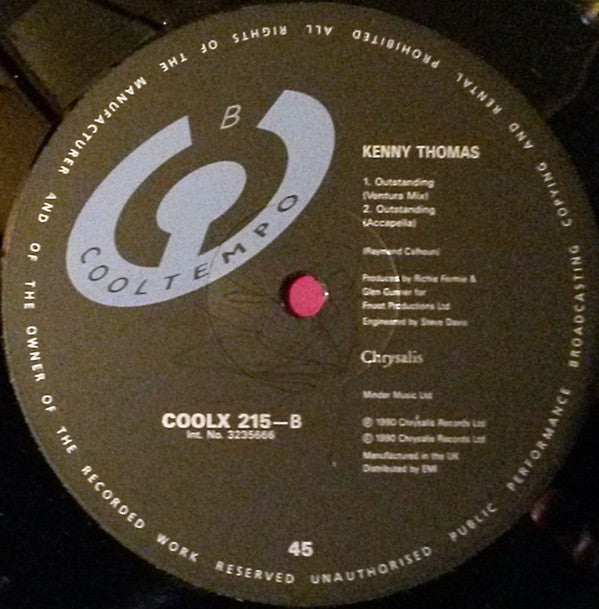 B
COOLTEMPO
KENNY THOMAS
1. Outstanding
(Ventura Mix)
2. Outstanding
(Accapella)
(Raymond Calhoun)
Produced by Richie Fermie &
Glen Gunner for
Fruot Productions Ltd
Engineered by Steve Davis
Chrysalis
Minder Music Ltd
℗ 1990 Chrysalis Records Ltd
© 1990 Chrysalis Records Ltd
Manufactured in the UK
Distributed by EMI
COOLX 215—B
Int. No. 3235666
45
ALL RIGHTS OF THE MANUFACTURER AND OF THE OWNER OF THE RECORDED WORK RESERVED UNAUTHORISED PUBLIC PERFORMANCE BROADCASTING COPYING AND RENTAL PROHIBITED